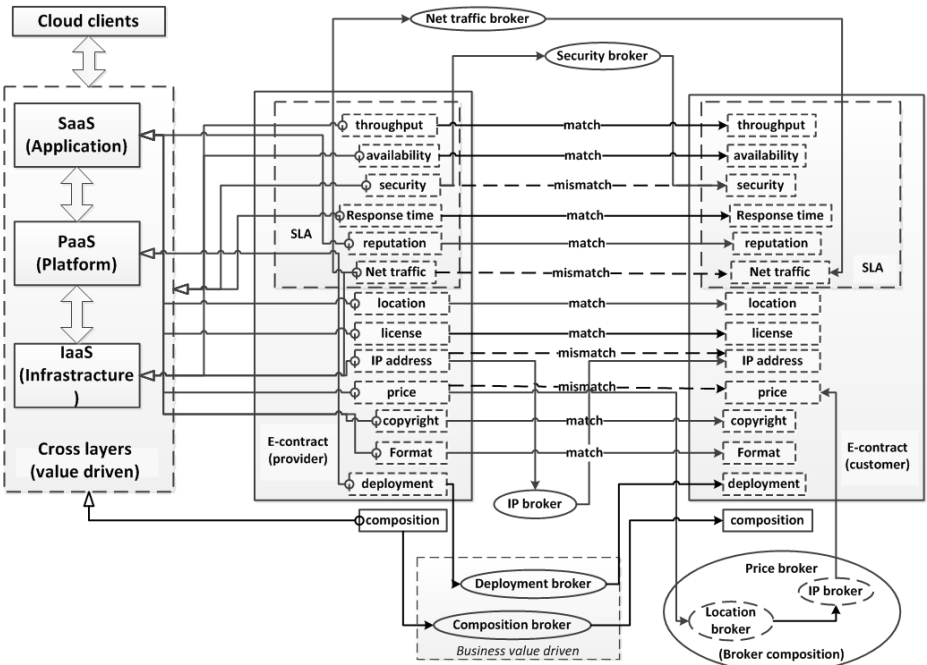 Cloud clients
Net traffic broker
Security broker
SaaS
(Application)
PaaS
(Platform)
IaaS
(Infrastracture
)
Cross layers
(value driven)
throughput
availability
security
Response time
SLA
reputation
Net traffic
location
license
IP address
price
copyright
E-contract
(provider)
Format
deployment
composition
match
match
mismatch
match
match
mismatch
match
match
mismatch
mismatch
match
match
throughput
availability
security
Response time
reputation
SLA
Net traffic
location
license
IP address
price
copyright
E-contract
(customer)
Format
deployment
composition
IP broker
Deployment broker
Composition broker
Business value driven
Price broker
IP broker
Location
broker
(Broker composition)